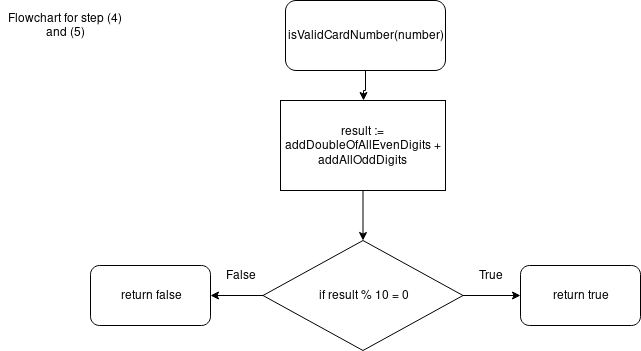 Flowchart for step (4)
and (5)
isValidCardNumber(number)
result :=
addDoubleOfAllEvenDigits +
addAllOddDigits
False
True
return false
if result % 10 = 0
return true